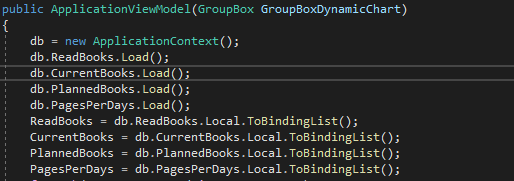 public ApplicationViewModel(GroupBox GroupBoxDynamicChart)
{
db = new ApplicationContext();
db.ReadBooks.Load();
db.CurrentBooks.Load();
db.PlannedBooks.Load();
db.PagesPerDays.Load();
ReadBooks = db.ReadBooks.Local.ToBindingList();
CurrentBooks = db.CurrentBooks.Local.ToBindingList();
PlannedBooks = db.PlannedBooks.Local.ToBindingList();
PagesPerDays = db.PagesPerDays.Local.ToBindingList();